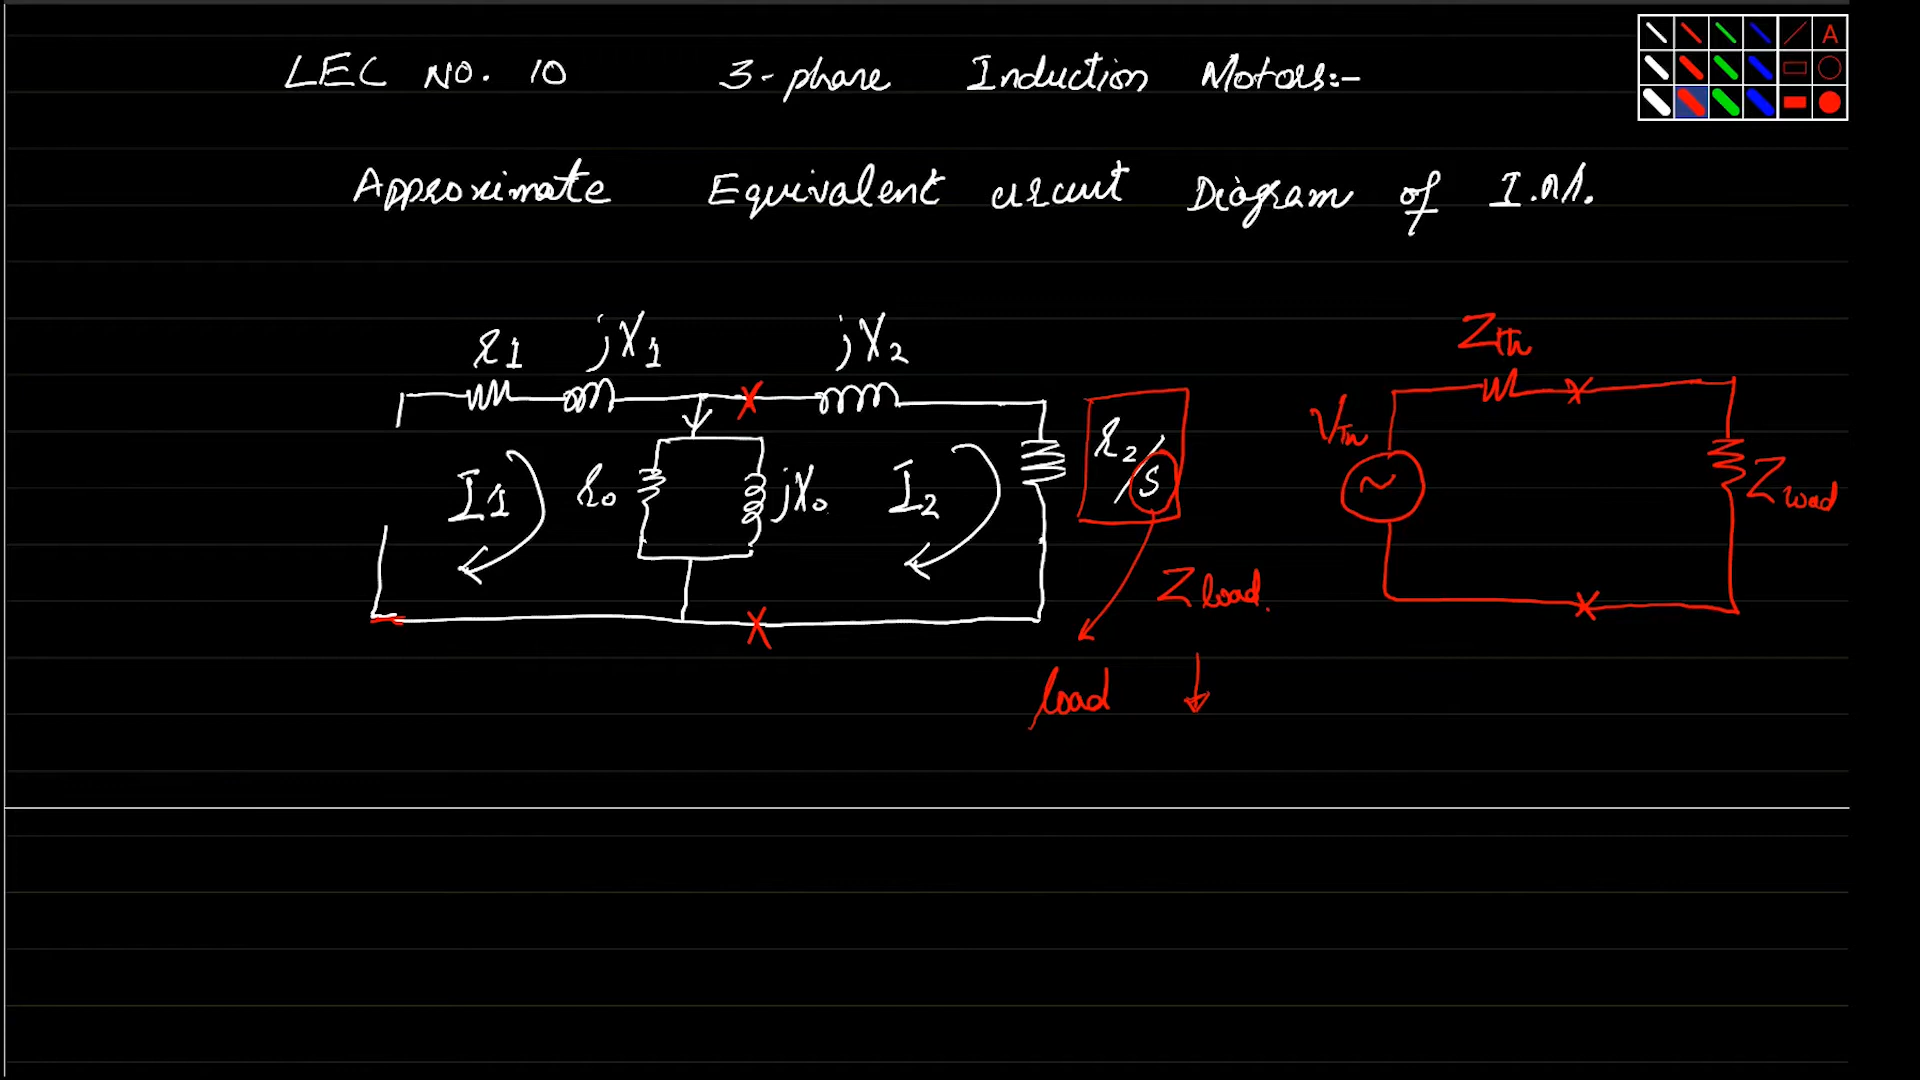 LEC NO. 10 3-phase Induction Motors:-
Approximate Equivalent circuit Diagram of I.M.
r1 jX1 jX2 Zth
Vth
r2/s
I1 r0 jX0 I2 Zload
Zload.
load
A